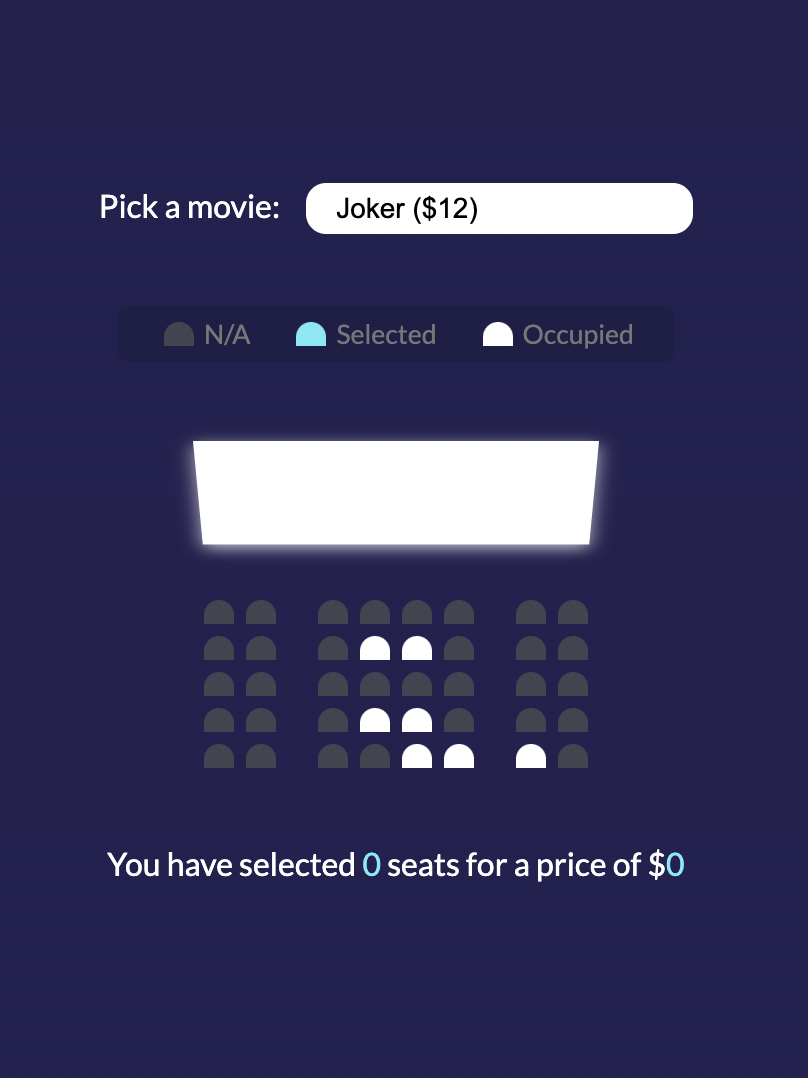 Pick a movie: Joker ($12)
N/A Selected Occupied
You have selected 0 seats for a price of $0